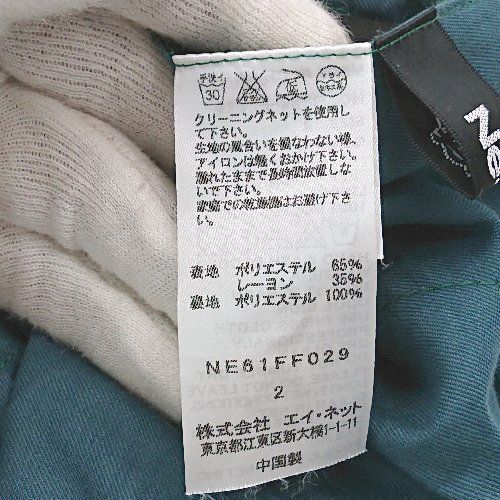 手洗イ
30
クリーニングネットを使用し
て下さい。
生地の風合いを損なわない様、
アイロンは軽くおかけ下さい。
濡れたままで長時間放置しな
いで下さい。
家庭での乾燥機はお避け下さ
い。
表地 ポリエステル 65%
レーヨン 35%
裏地 ポリエステル 100%
NE61FF029
2
株式会社 エイ・ネット
東京都江東区新大橋1-1-11
中国製